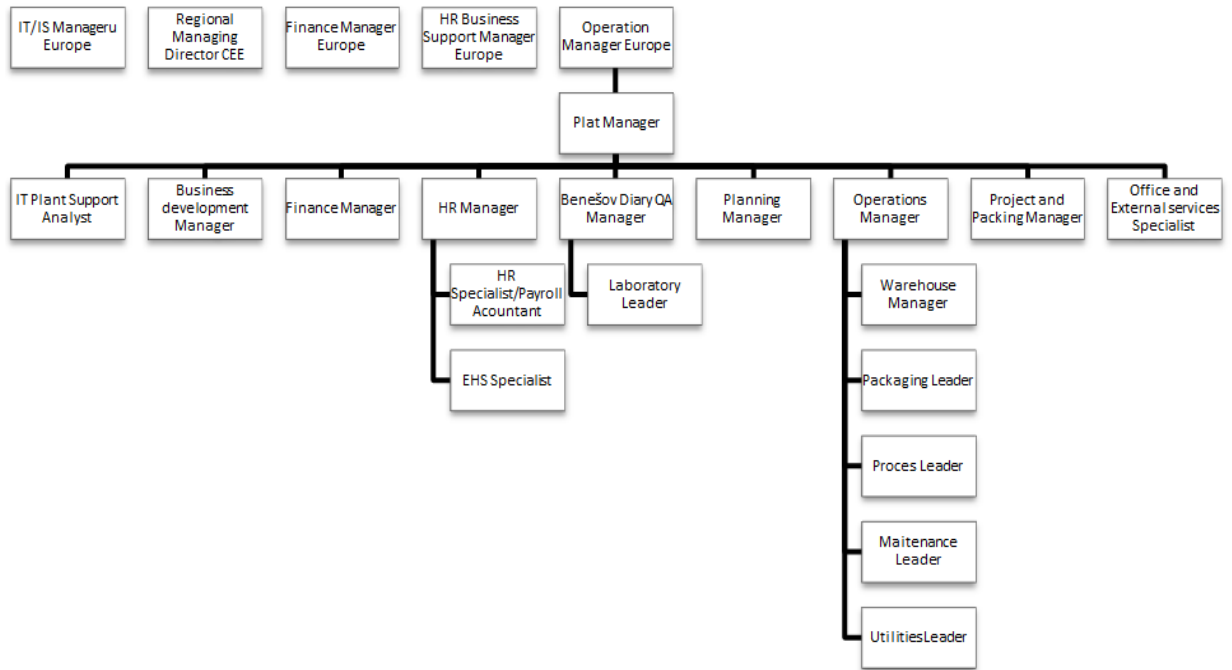 IT/IS Manageru
Europe
Regional
Managing
Director CEE
Finance Manager
Europe
HR Business
Support Manager
Europe
Operation
Manager Europe
Plat Manager
IT Plant Support
Analyst
Business
development
Manager
Finance Manager
HR Manager
Benešov Diary QA
Manager
Planning
Manager
Operations
Manager
Project and
Packing Manager
Office and
External services
Specialist
HR
Specialist/Payroll
Acountant
Laboratory
Leader
Warehouse
Manager
EHS Specialist
Packaging Leader
Proces Leader
Maitenance
Leader
Utilities Leader